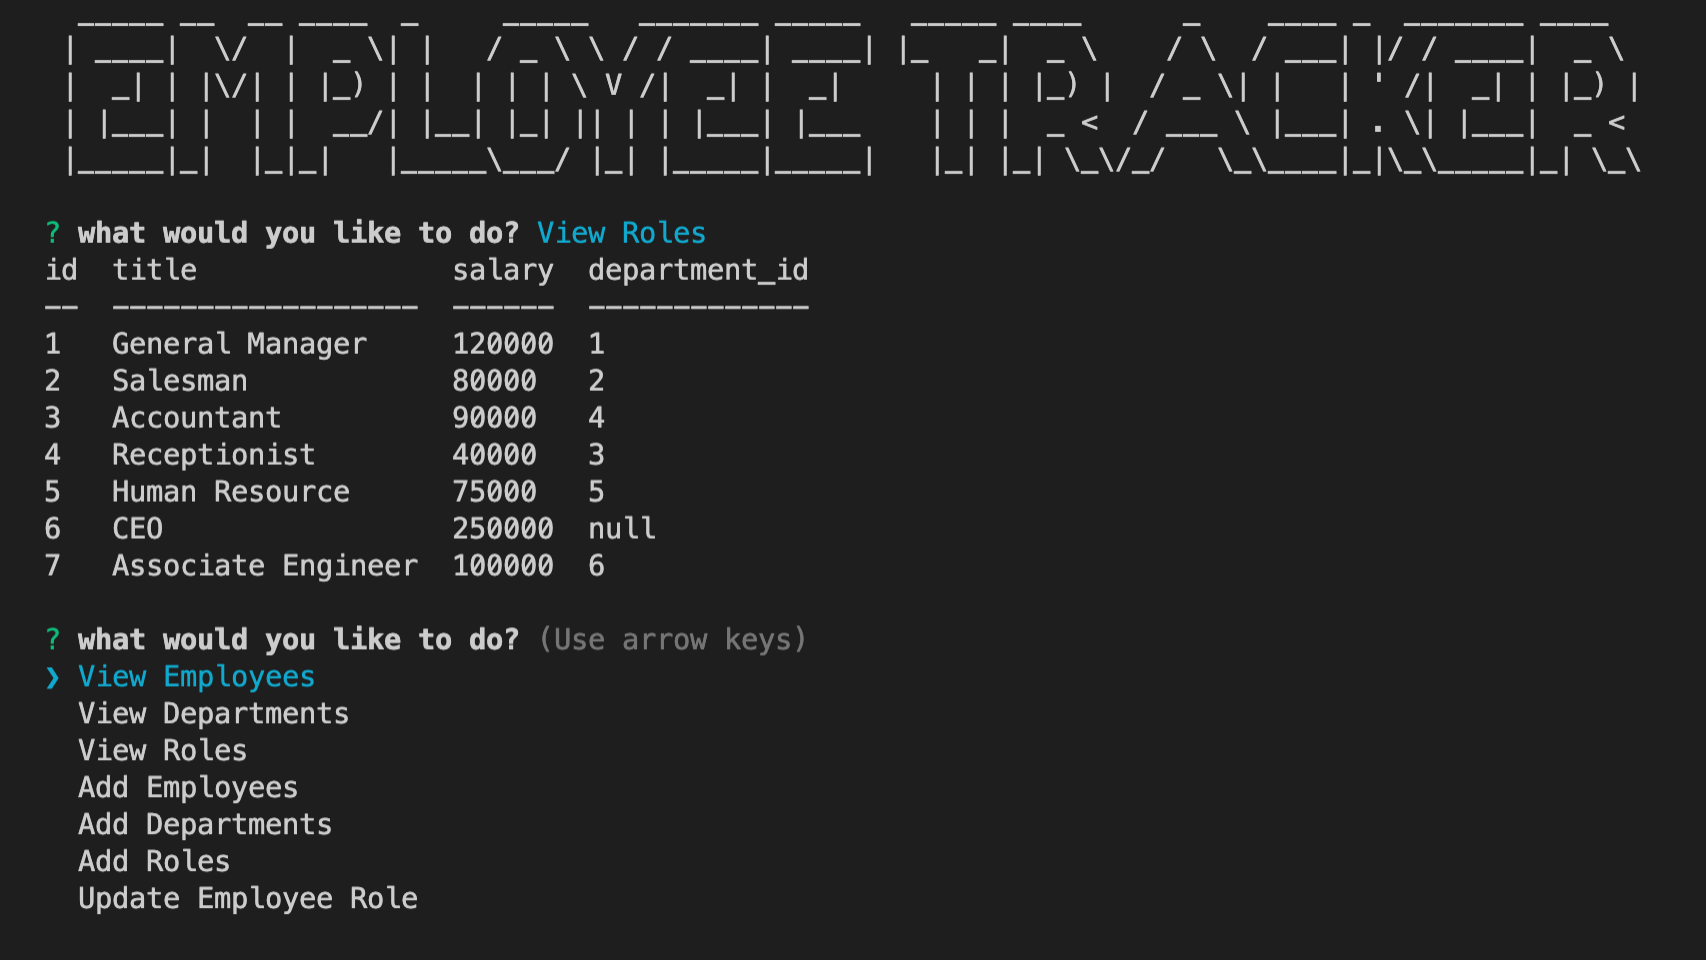 EMPLOYEE TRACKER
? what would you like to do? View Roles
id title salary department_id
-- ------------------ ------ -------------
1 General Manager 120000 1
2 Salesman 80000 2
3 Accountant 90000 4
4 Receptionist 40000 3
5 Human Resource 75000 5
6 CEO 250000 null
7 Associate Engineer 100000 6
? what would you like to do? (Use arrow keys)
❯ View Employees
View Departments
View Roles
Add Employees
Add Departments
Add Roles
Update Employee Role